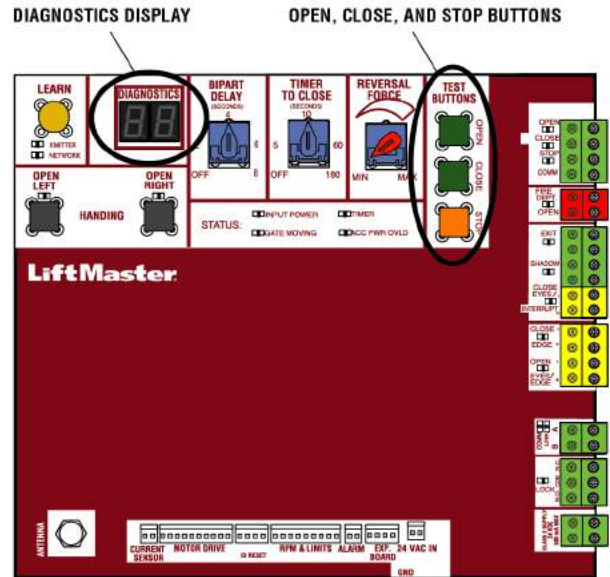 DIAGNOSTICS DISPLAY
OPEN, CLOSE, AND STOP BUTTONS
LEARN
XMITTER
NETWORK
DIAGNOSTICS
BIPART
DELAY
(SECONDS)
4
6
OFF
8
TIMER
TO CLOSE
(SECONDS)
10
5
60
OFF
180
REVERSAL
FORCE
MIN
MAX
TEST
BUTTONS
OPEN
CLOSE
STOP
OPEN
LEFT
OPEN
RIGHT
HANDING
STATUS:
INPUT POWER
TIMER
GATE MOVING
ACC PWR OVLD
LiftMaster
OPEN
CLOSE
STOP
COMM
FIRE
DEPT
OPEN
EXIT
SHADOW
CLOSE
EYES/
INTERRUPT
CLOSE
EDGE
OPEN
EYES/
EDGE
COMM
A
B
LOCK
ANTENNA
CURRENT
SENSOR
MOTOR DRIVE
RPM & LIMITS
ALARM
EXP.
BOARD
24 VAC IN
GND